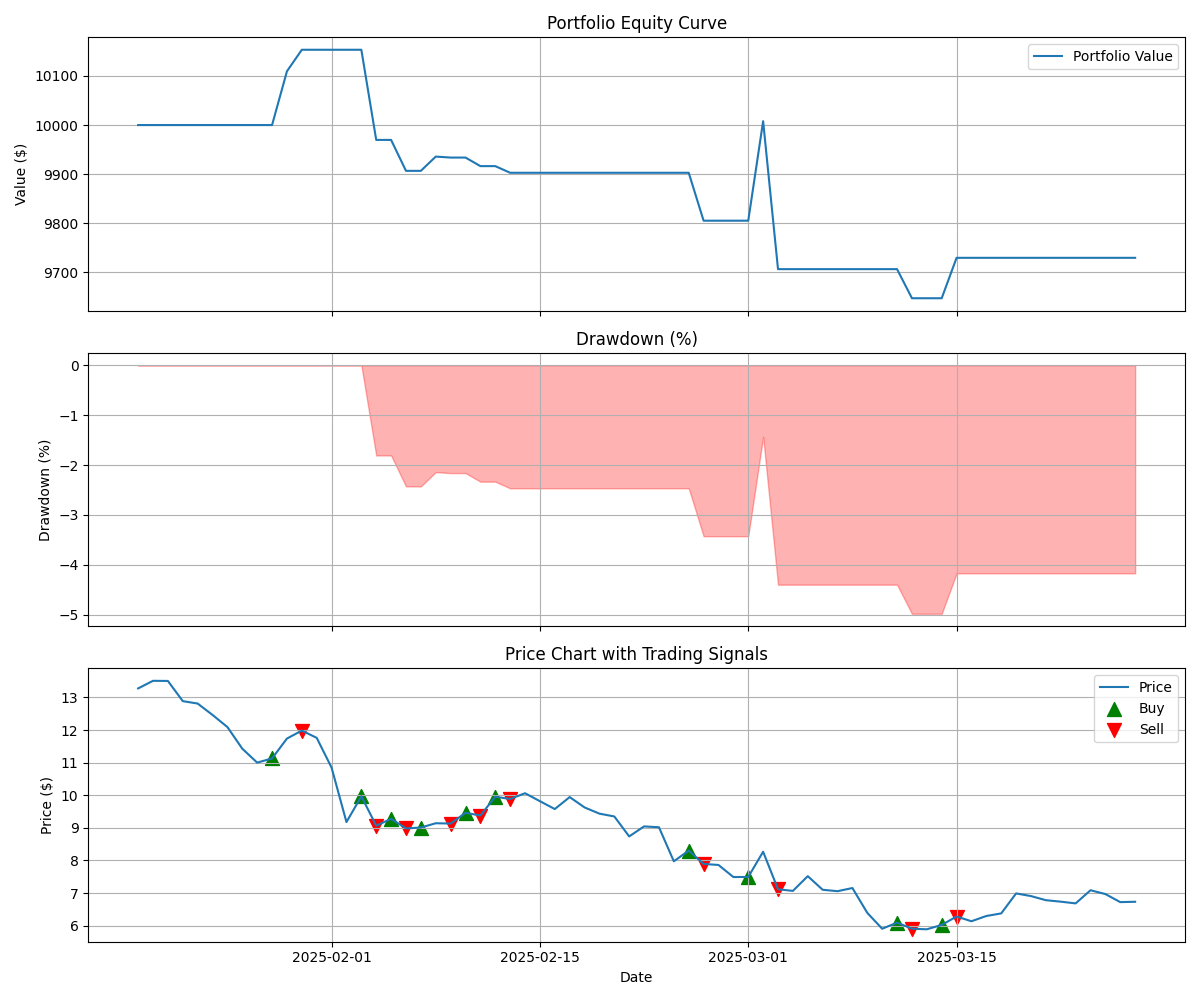 Portfolio Equity Curve
Value ($)
10100
10000
9900
9800
9700
Portfolio Value
Drawdown (%)
Drawdown (%)
0
−1
−2
−3
−4
−5
Price Chart with Trading Signals
Price ($)
13
12
11
10
9
8
7
6
Price
Buy
Sell
2025-02-01 2025-02-15 2025-03-01 2025-03-15
Date